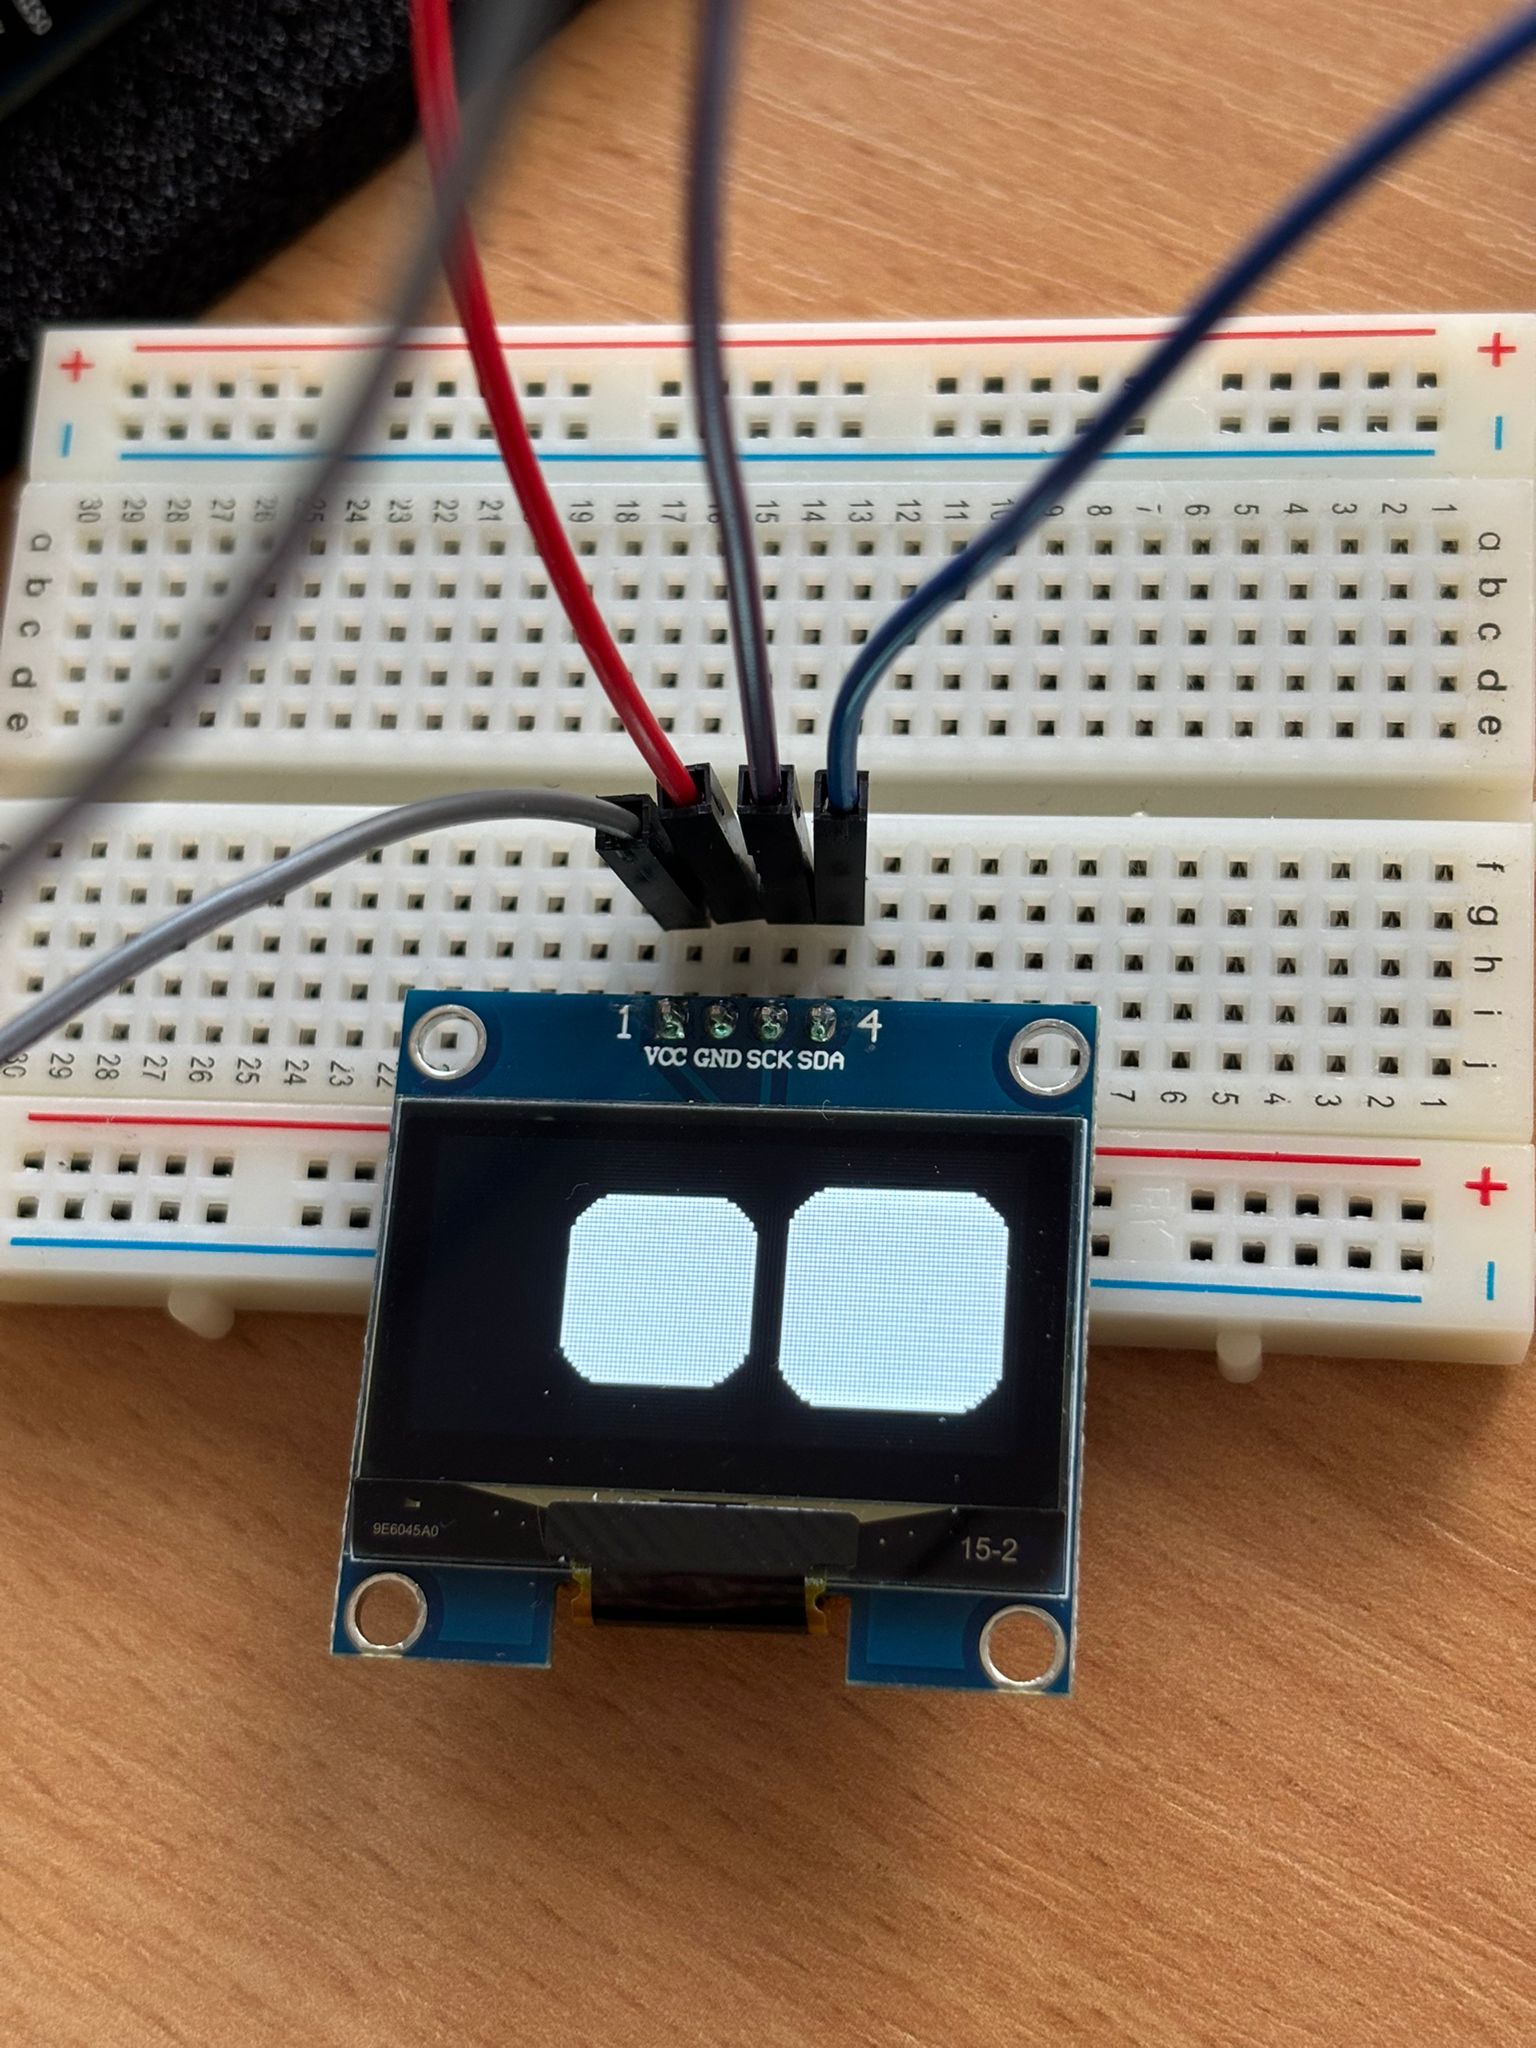 + +
- -
30 29 28 27 26 25 24 23 22 21 19 18 17 16 15 14 13 12 11 10 9 8 7 6 5 4 3 2 1
a a
b b
c c
d d
e e
f
g
h
i
j
29 28 27 26 25 24 23 22 7 6 5 4 3 2 1
1 4
VCC GND SCK SDA
+
-
9E6045A0
15-2